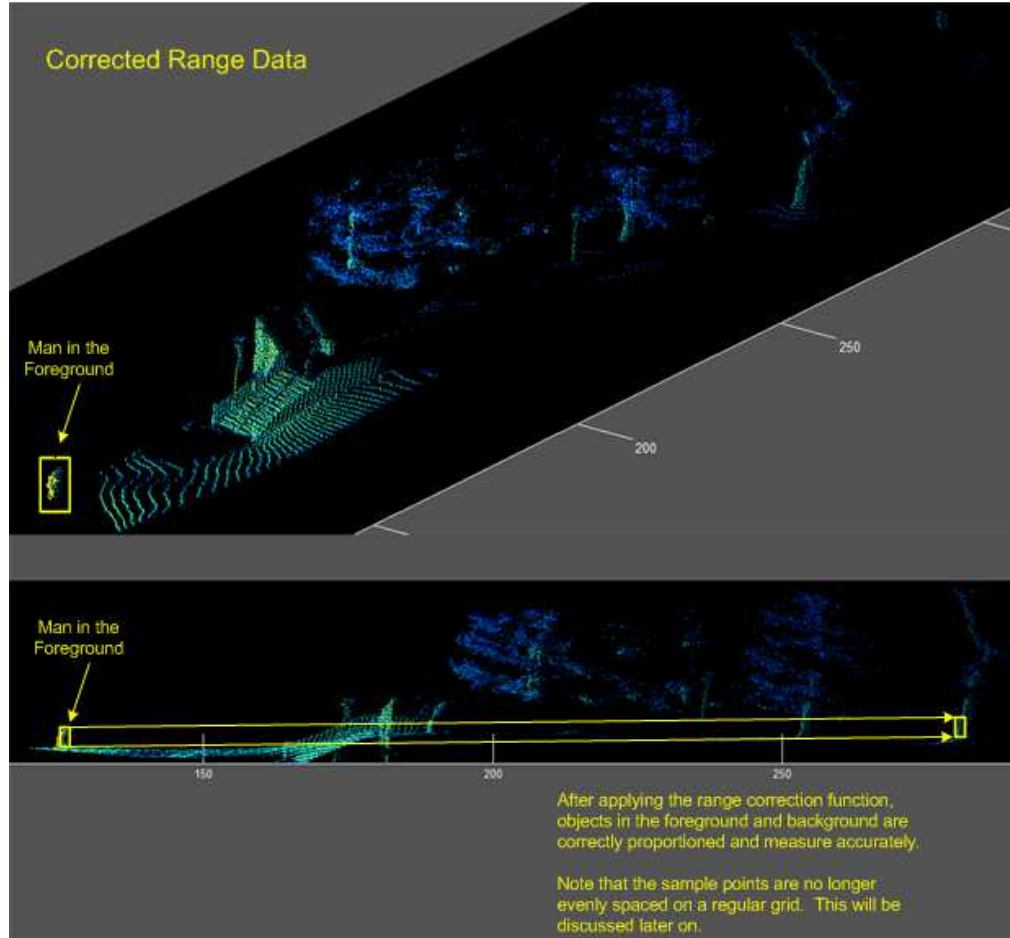 Corrected Range Data
Man in the
Foreground
250
200
Man in the
Foreground
150
200
250
After applying the range correction function,
objects in the foreground and background are
correctly proportioned and measure accurately.
Note that the sample points are no longer
evenly spaced on a regular grid.  This will be
discussed later on.